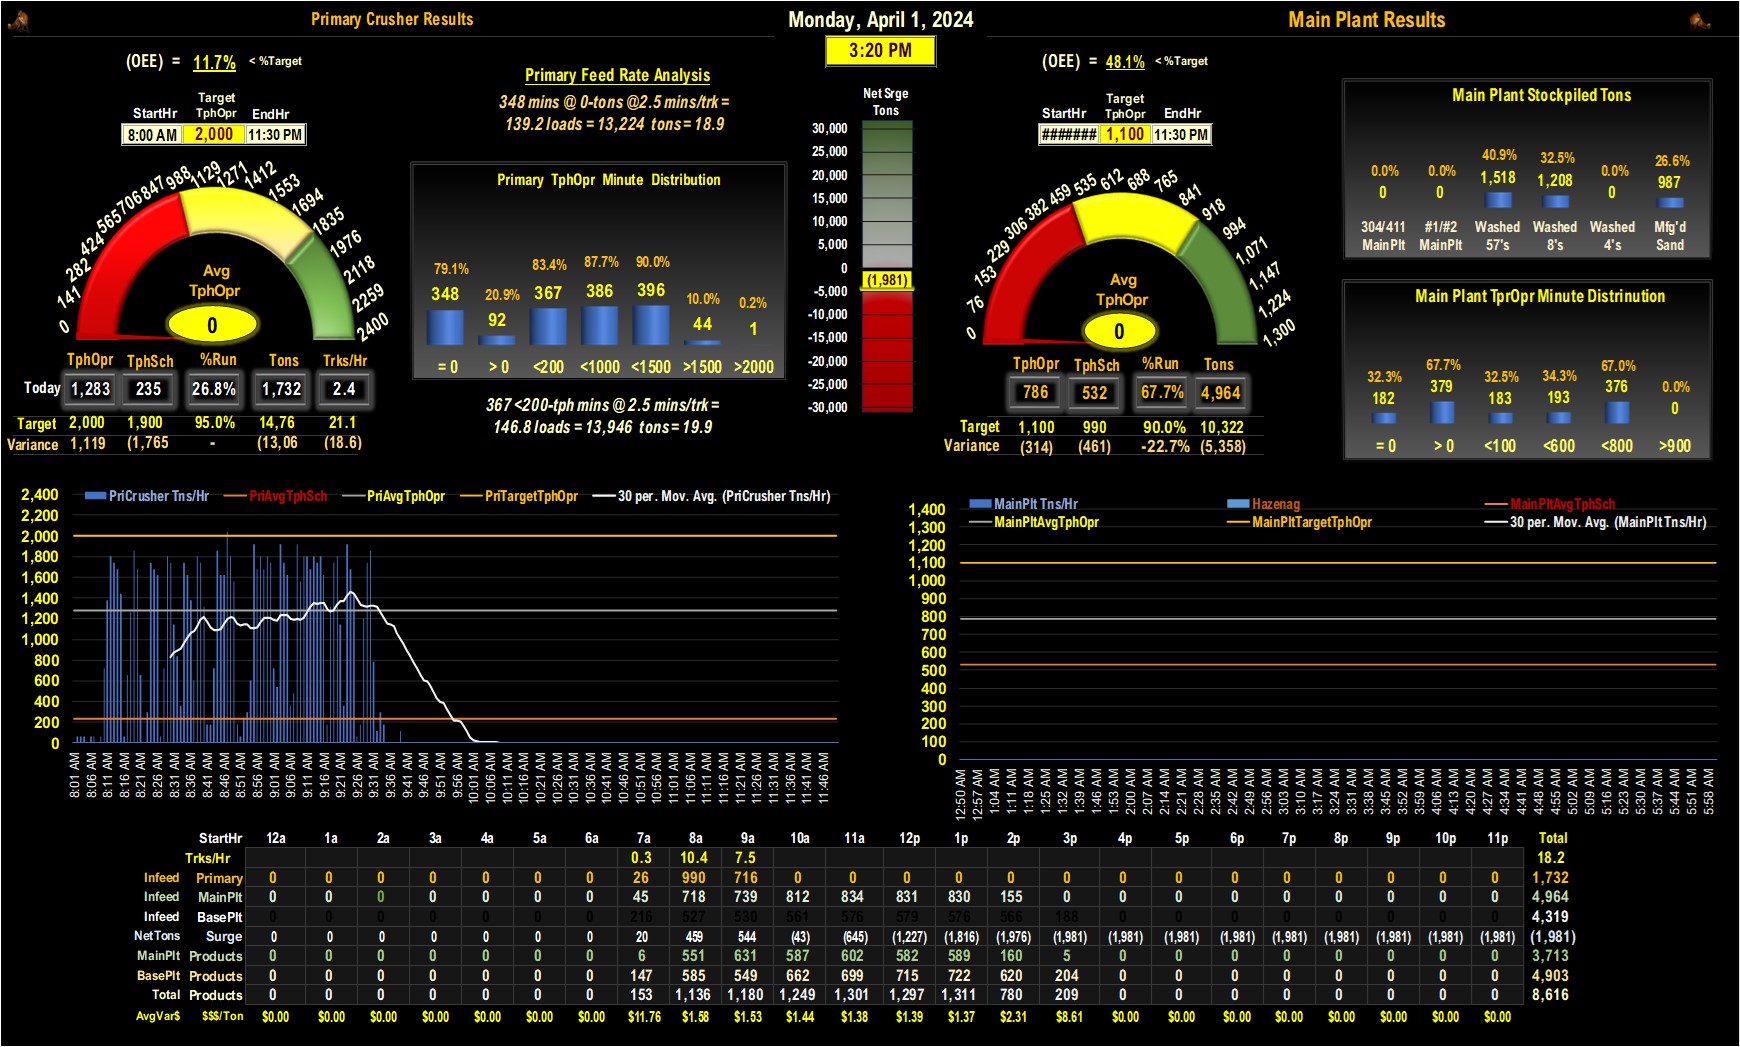 Primary Crusher Results
Monday, April 1, 2024
Main Plant Results
3:20 PM
(OEE) = 11.7% < %Target
StartHr Target TphOpr EndHr
8:00 AM 2,000 11:30 PM
0 141 282 424 565 706 847 988 1129 1271 1412 1553 1694 1835 1976 2118 2259 2400
Avg
TphOpr
0
TphOpr TphSch %Run Tons Trks/Hr
Today 1,283 235 26.8% 1,732 2.4
Target 2,000 1,900 95.0% 14,76 21.1
Variance 1,119 (1,765 - (13,06 (18.6)
Primary Feed Rate Analysis
348 mins @ 0-tons @2.5 mins/trk =
139.2 loads = 13,224 tons = 18.9
Primary TphOpr Minute Distribution
79.1% 20.9% 83.4% 87.7% 90.0% 10.0% 0.2%
348 92 367 386 396 44 1
= 0 > 0 <200 <1000 <1500 >1500 >2000
367 <200-tph mins @ 2.5 mins/trk =
146.8 loads = 13,946 tons = 19.9
Net Srge
Tons
30,000
25,000
20,000
15,000
10,000
5,000
0
(1,981)
-5,000
-10,000
-15,000
-20,000
-25,000
-30,000
(OEE) = 48.1% < %Target
StartHr Target TphOpr EndHr
####### 1,100 11:30 PM
0 76 153 229 306 382 459 535 612 688 765 841 918 994 1,071 1,147 1,224 1,300
Avg
TphOpr
0
TphOpr TphSch %Run Tons
786 532 67.7% 4,964
Target 1,100 990 90.0% 10,322
Variance (314) (461) -22.7% (5,358)
Main Plant Stockpiled Tons
0.0% 0.0% 40.9% 32.5% 0.0% 26.6%
0 0 1,518 1,208 0 987
304/411 #1/#2 Washed Washed Washed Mfg'd
MainPlt MainPlt 57's 8's 4's Sand
Main Plant TprOpr Minute Distrinution
32.3% 67.7% 32.5% 34.3% 67.0% 0.0%
182 379 183 193 376 0
= 0 > 0 <100 <600 <800 >900
PriCrusher Tns/Hr PriAvgTphSch PriAvgTphOpr PriTargetTphOpr 30 per. Mov. Avg. (PriCrusher Tns/Hr)
2,400
2,200
2,000
1,800
1,600
1,400
1,200
1,000
800
600
400
200
0
8:01 AM 8:06 AM 8:11 AM 8:16 AM 8:21 AM 8:26 AM 8:31 AM 8:36 AM 8:41 AM 8:46 AM 8:51 AM 8:56 AM 9:01 AM 9:06 AM 9:11 AM 9:16 AM 9:21 AM 9:26 AM 9:31 AM 9:36 AM 9:41 AM 9:46 AM 9:51 AM 9:56 AM 10:01 AM 10:06 AM 10:11 AM 10:16 AM 10:21 AM 10:26 AM 10:31 AM 10:36 AM 10:41 AM 10:46 AM 10:51 AM 10:56 AM 11:01 AM 11:06 AM 11:11 AM 11:16 AM 11:21 AM 11:26 AM 11:31 AM 11:36 AM 11:41 AM 11:46 AM
MainPlt Tns/Hr Hazenag MainPltAvgTphSch
MainPltAvgTphOpr MainPltTargetTphOpr 30 per. Mov. Avg. (MainPlt Tns/Hr)
1,400
1,300
1,200
1,100
1,000
900
800
700
600
500
400
300
200
100
0
12:50 AM 12:57 AM 1:04 AM 1:11 AM 1:18 AM 1:25 AM 1:32 AM 1:39 AM 1:46 AM 1:53 AM 2:00 AM 2:07 AM 2:14 AM 2:21 AM 2:28 AM 2:35 AM 2:42 AM 2:49 AM 2:56 AM 3:03 AM 3:10 AM 3:17 AM 3:24 AM 3:31 AM 3:38 AM 3:45 AM 3:52 AM 3:59 AM 4:06 AM 4:13 AM 4:20 AM 4:27 AM 4:34 AM 4:41 AM 4:48 AM 4:55 AM 5:02 AM 5:09 AM 5:16 AM 5:23 AM 5:30 AM 5:37 AM 5:44 AM 5:51 AM 5:58 AM
StartHr 12a 1a 2a 3a 4a 5a 6a 7a 8a 9a 10a 11a 12p 1p 2p 3p 4p 5p 6p 7p 8p 9p 10p 11p Total
Trks/Hr 0.3 10.4 7.5 18.2
Infeed Primary 0 0 0 0 0 0 0 26 990 716 0 0 0 0 0 0 0 0 0 0 0 0 0 0 1,732
Infeed MainPlt 0 0 0 0 0 0 0 45 718 739 812 834 831 830 155 0 0 0 0 0 0 0 0 0 4,964
Infeed BasePlt 0 0 0 0 0 0 0 216 527 530 561 576 579 576 566 188 0 0 0 0 0 0 0 0 4,319
NetTons Surge 0 0 0 0 0 0 0 20 459 544 (43) (645) (1,227) (1,816) (1,976) (1,981) (1,981) (1,981) (1,981) (1,981) (1,981) (1,981) (1,981) (1,981) (1,981)
MainPlt Products 0 0 0 0 0 0 0 6 551 631 587 602 582 589 160 5 0 0 0 0 0 0 0 0 3,713
BasePlt Products 0 0 0 0 0 0 0 147 585 549 662 699 715 722 620 204 0 0 0 0 0 0 0 0 4,903
Total Products 0 0 0 0 0 0 0 153 1,136 1,180 1,249 1,301 1,297 1,311 780 209 0 0 0 0 0 0 0 0 8,616
AvgVar$ $$$/Ton $0.00 $0.00 $0.00 $0.00 $0.00 $0.00 $0.00 $11.76 $1.58 $1.53 $1.44 $1.38 $1.39 $1.37 $2.31 $8.61 $0.00 $0.00 $0.00 $0.00 $0.00 $0.00 $0.00 $0.00